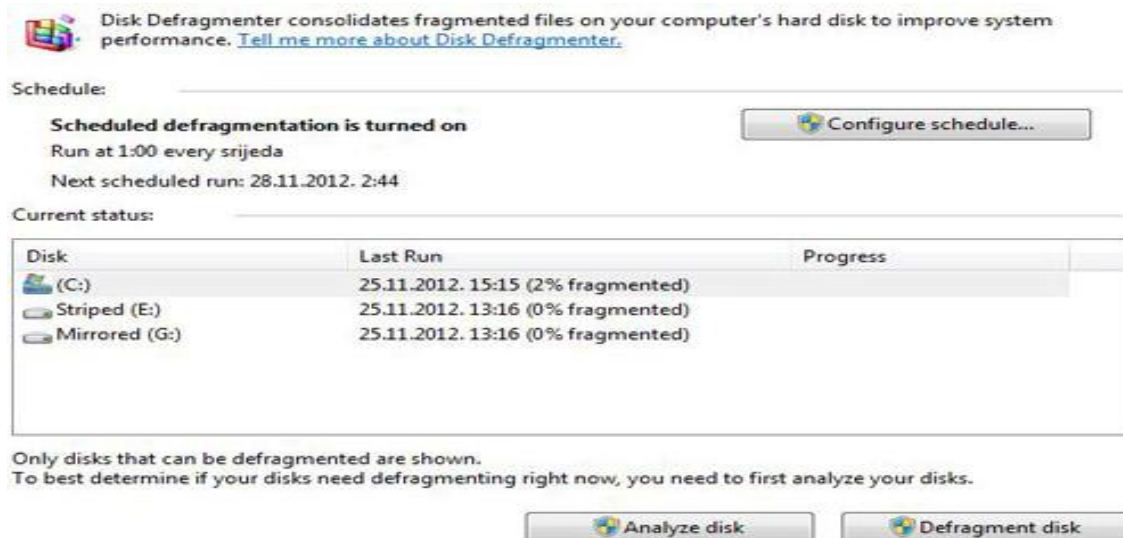 Disk Defragmenter consolidates fragmented files on your computer's hard disk to improve system
performance. Tell me more about Disk Defragmenter.
Schedule:
Scheduled defragmentation is turned on
Configure schedule...
Run at 1:00 every srijeda
Next scheduled run: 28.11.2012. 2:44
Current status:
Disk Last Run Progress
(C:) 25.11.2012. 15:15 (2% fragmented)
Striped (E:) 25.11.2012. 13:16 (0% fragmented)
Mirrored (G:) 25.11.2012. 13:16 (0% fragmented)
Only disks that can be defragmented are shown.
To best determine if your disks need defragmenting right now, you need to first analyze your disks.
Analyze disk Defragment disk